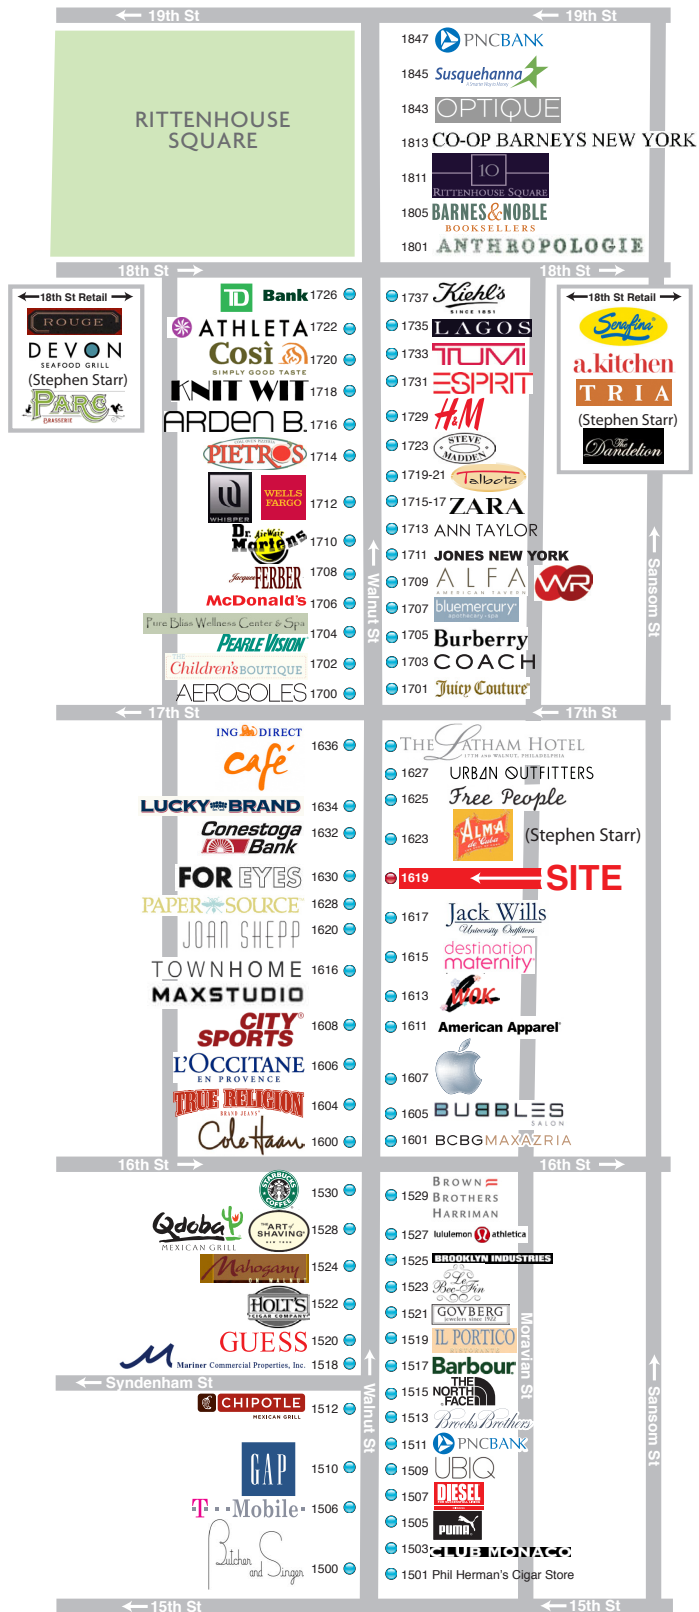 19th St
19th St
RITTENHOUSE
SQUARE
1847 PNCBANK
1845 Susquehanna
1843 OPTIQUE
1813 CO-OP BARNEYS NEW YORK
1811 10
RITTENHOUSE SQUARE
1805 BARNES&NOBLE
BOOKSELLERS
1801 ANTHROPOLOGIE
18th St
18th St
18th St Retail
ROUGE
DEVON
SEAFOOD GRILL
(Stephen Starr)
PARC
BRASSERIE
TD Bank 1726
ATHLETA 1722
Così 1720
SIMPLY GOOD TASTE
KNIT WIT 1718
ARDEN B. 1716
PIETRO'S 1714
WHISPER
WELLS
FARGO
1712
Dr. AirWair
Martens 1710
Jacques FERBER 1708
McDonald's 1706
Pure Bliss Wellness Center & Spa
1704
PEARLE VISION
THE
Children's BOUTIQUE 1702
AEROSOLES 1700
1737 Kiehl's
SINCE 1851
1735 LAGOS
1733 TUMI
1731 ESPRIT
1729 H&M
1723 STEVE
MADDEN
1719-21 Talbots
1715-17 ZARA
1713 ANN TAYLOR
1711 JONES NEW YORK
1709 ALFA
AMERICAN TAVERN
WR
1707 bluemercury
apothecary+spa
1705 Burberry
1703 COACH
1701 Juicy Couture
18th St Retail
Serafina
a.kitchen
TRIA
(Stephen Starr)
The
Dandelion
Walnut St
Sansom St
17th St
17th St
ING DIRECT
café
1636
LUCKY BRAND 1634
Conestoga
Bank
1632
FOR EYES 1630
PAPER SOURCE 1628
JOAN SHEPP 1620
TOWNHOME 1616
MAXSTUDIO
CITY
SPORTS
1608
L'OCCITANE 1606
EN PROVENCE
TRUE RELIGION 1604
BRAND JEANS
Cole Haan 1600
THE LATHAM HOTEL
17TH AND WALNUT, PHILADELPHIA
1627 URBAN OUTFITTERS
1625 Free People
1623 ALMA
de Cuba
(Stephen Starr)
1619 SITE
1617 Jack Wills
University Outfitters
1615 destination
maternity
1613 WOK
1611 American Apparel
1607
1605 BUBBLES
SALON
1601 BCBGMAXAZRIA
16th St
16th St
STARBUCKS
COFFEE
1530
Qdoba
MEXICAN GRILL
THE ART of
SHAVING
NEW YORK
1528
Mahogany
ON WALNUT
1524
HOLT'S
CIGAR COMPANY
1522
GUESS 1520
Mariner Commercial Properties, Inc. 1518
Syndenham St
CHIPOTLE
MEXICAN GRILL
1512
GAP 1510
T-Mobile 1506
Butcher
and Singer
1500
1529 BROWN
BROTHERS
HARRIMAN
1527 lululemon athletica
1525 BROOKLYN INDUSTRIES
1523 Le
Bec-Fin
1521 GOVBERG
jewelers since 1922
1519 IL PORTICO
RISTORANTE
1517 Barbour
1515 THE
NORTH
FACE
1513 Brooks Brothers
1511 PNCBANK
1509 UBIQ
1507 DIESEL
FOR SUCCESSFUL LIVING
1505 PUMA
1503 CLUB MONACO
1501 Phil Herman's Cigar Store
Walnut St
Moravian St
Sansom St
15th St
15th St